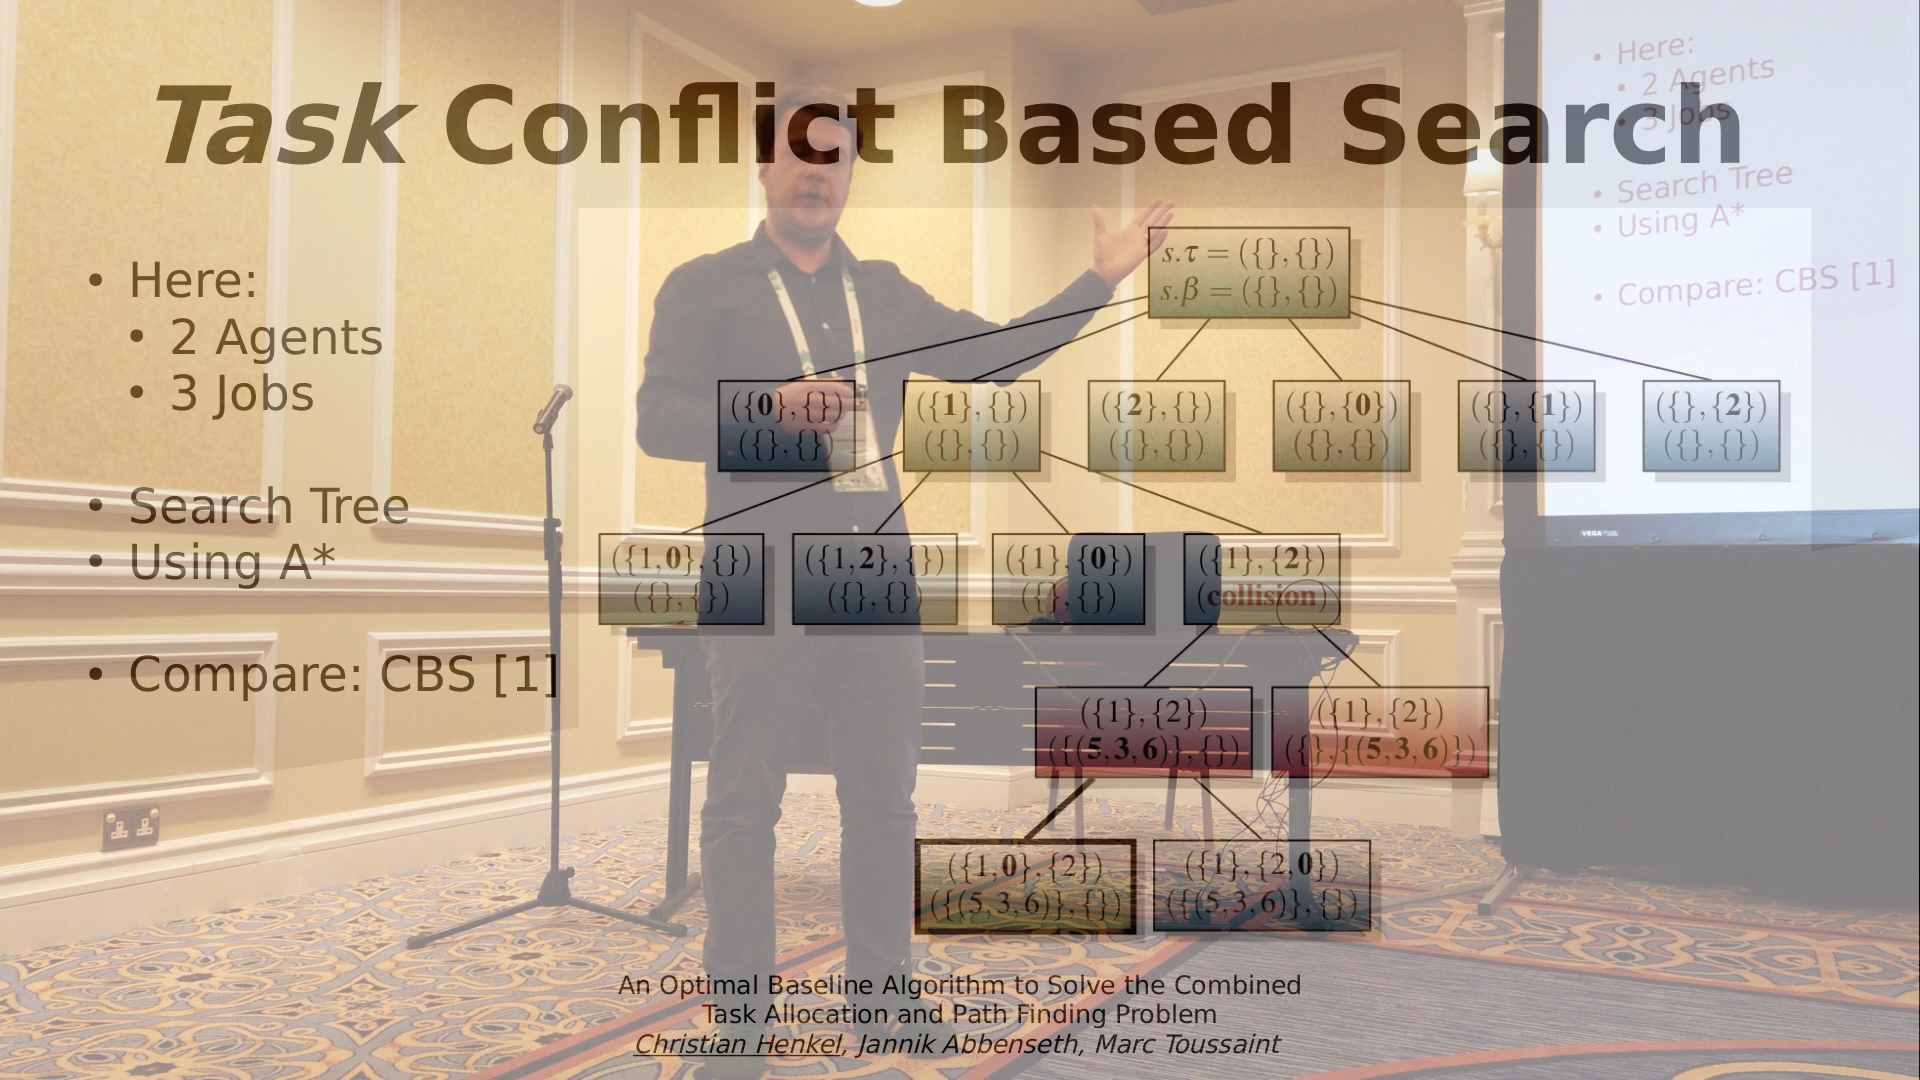 Task Conflict Based Search
• Here:
• 2 Agents
• 3 Jobs
• Search Tree
• Using A*
• Compare: CBS [1]
s.τ = ({},{})
s.β = ({},{})
({0},{})
({},{})
({1},{})
({},{})
({2},{})
({},{})
({},{0})
({},{})
({},{1})
({},{})
({},{2})
({},{})
({1,0},{})
({},{})
({1,2},{})
({},{})
({1},{0})
({},{})
({1},{2})
(collision)
({1},{2})
({(5,3,6)},{})
({1},{2})
({},{(5,3,6)})
({1,0},{2})
({(5,3,6)},{})
({1},{2,0})
({(5,3,6)},{})
• Here:
• 2 Agents
• 3 Jobs
• Search Tree
• Using A*
• Compare: CBS [1]
VEGA
An Optimal Baseline Algorithm to Solve the Combined
Task Allocation and Path Finding Problem
Christian Henkel, Jannik Abbenseth, Marc Toussaint